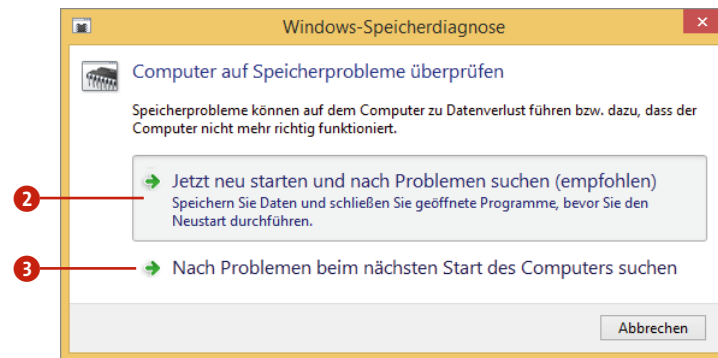 Windows-Speicherdiagnose
Computer auf Speicherprobleme überprüfen
Speicherprobleme können auf dem Computer zu Datenverlust führen bzw. dazu, dass der
Computer nicht mehr richtig funktioniert.
2
Jetzt neu starten und nach Problemen suchen (empfohlen)
Speichern Sie Daten und schließen Sie geöffnete Programme, bevor Sie den
Neustart durchführen.
3
Nach Problemen beim nächsten Start des Computers suchen
Abbrechen